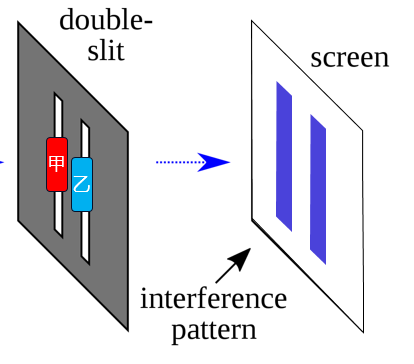 double-
slit
screen
甲
乙
interference
pattern